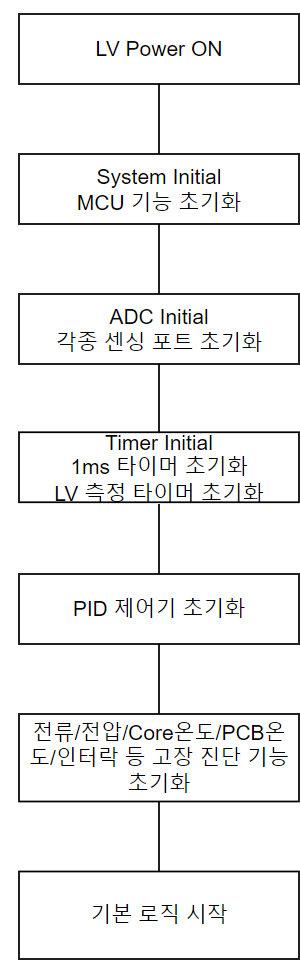 LV Power ON
System Initial
MCU 기능 초기화
ADC Initial
각종 센싱 포트 초기화
Timer Initial
1ms 타이머 초기화
LV 측정 타이머 초기화
PID 제어기 초기화
전류/전압/Core온도/PCB온
도/인터락 등 고장 진단 기능
초기화
기본 로직 시작